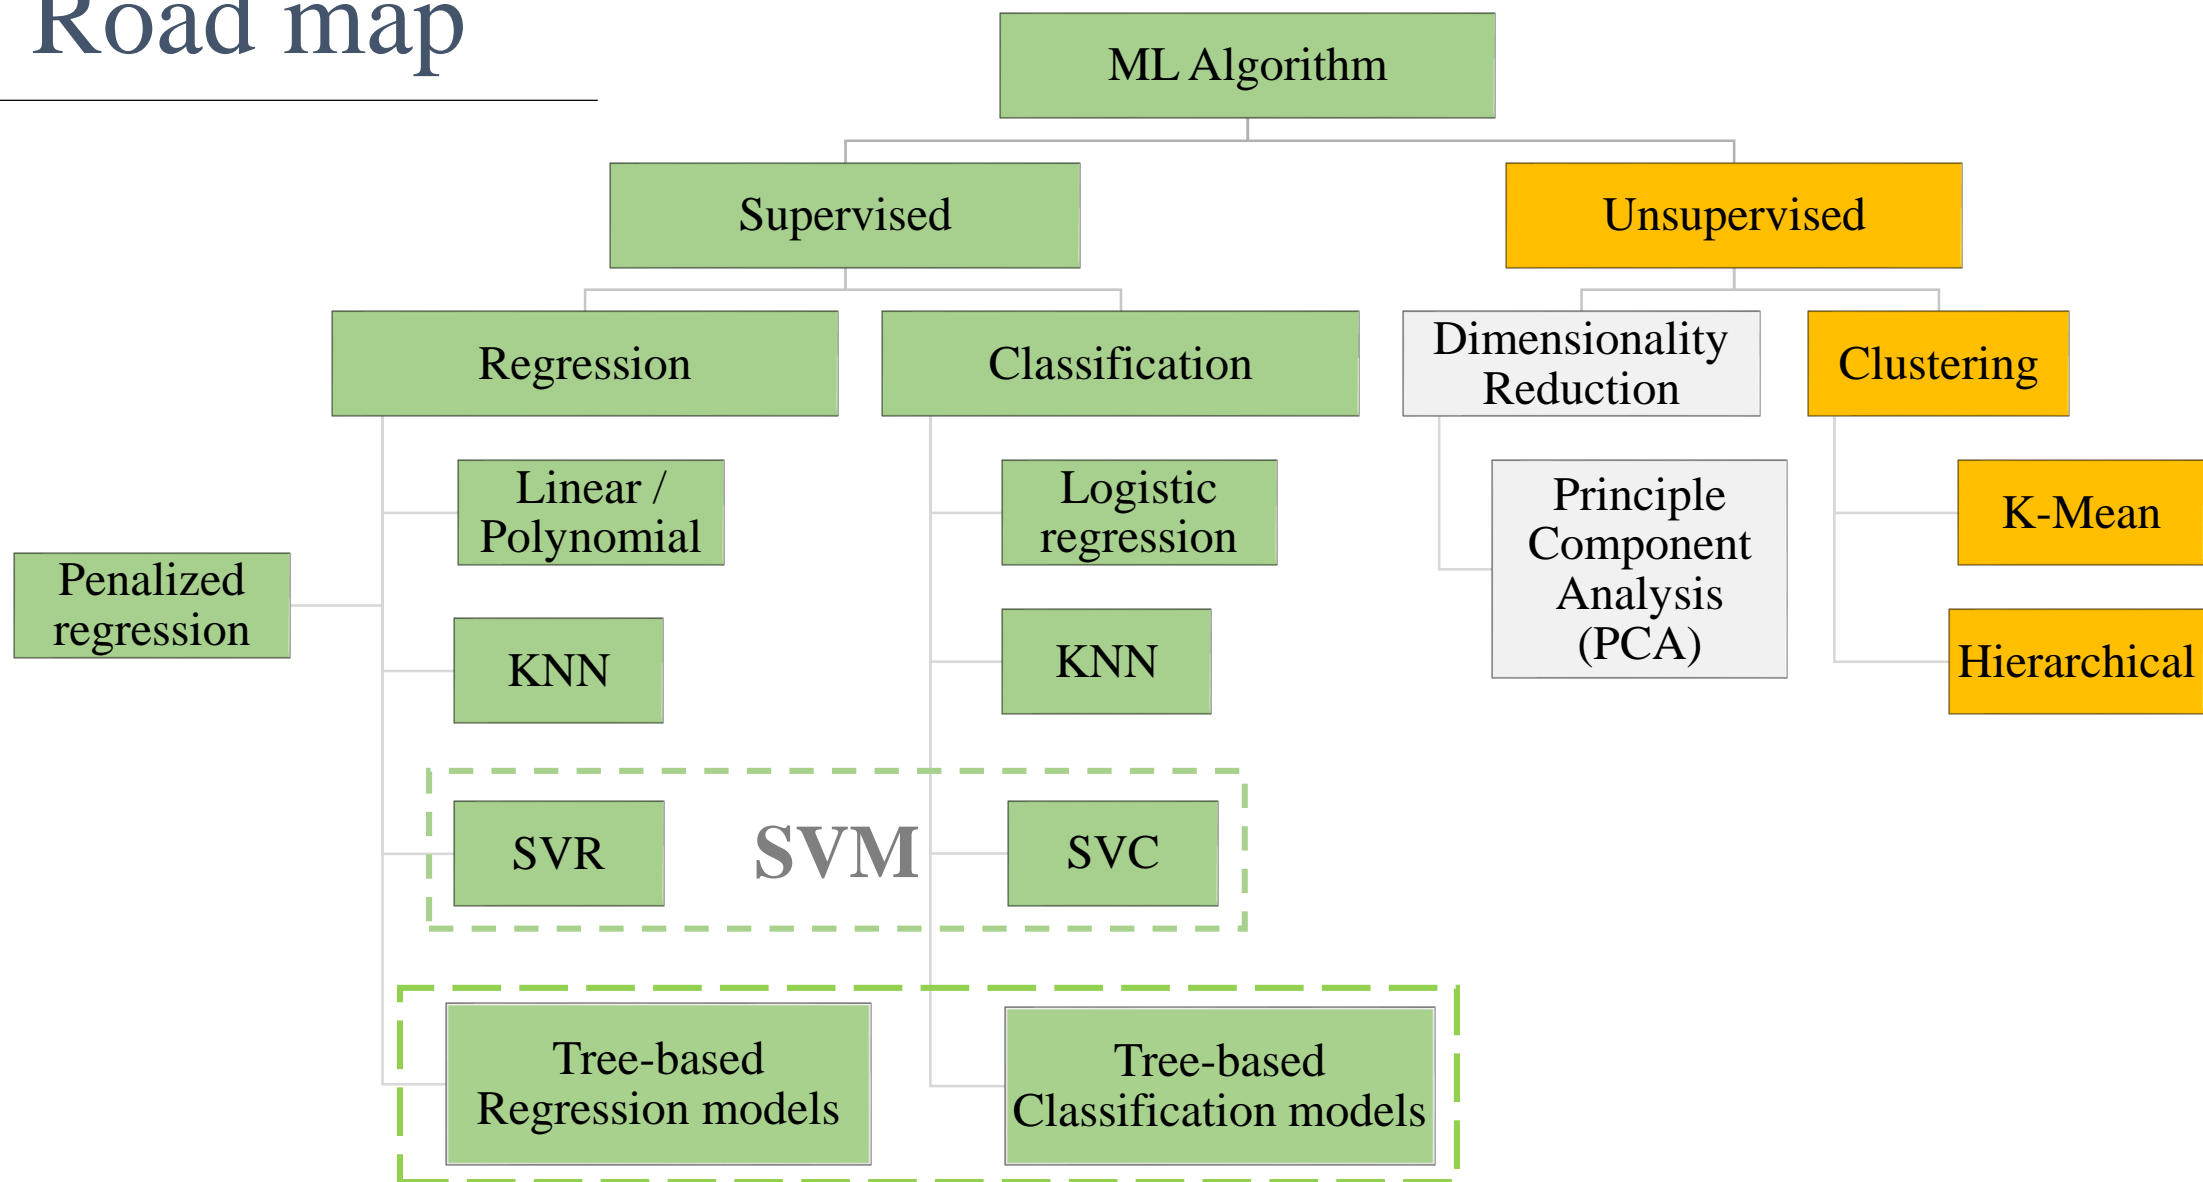 Road map
ML Algorithm
Supervised
Unsupervised
Regression
Classification
Dimensionality
Reduction
Clustering
Linear /
Polynomial
Logistic
regression
Principle
Component
Analysis
(PCA)
K-Mean
Penalized
regression
KNN
KNN
Hierarchical
SVR
SVM
SVC
Tree-based
Regression models
Tree-based
Classification models